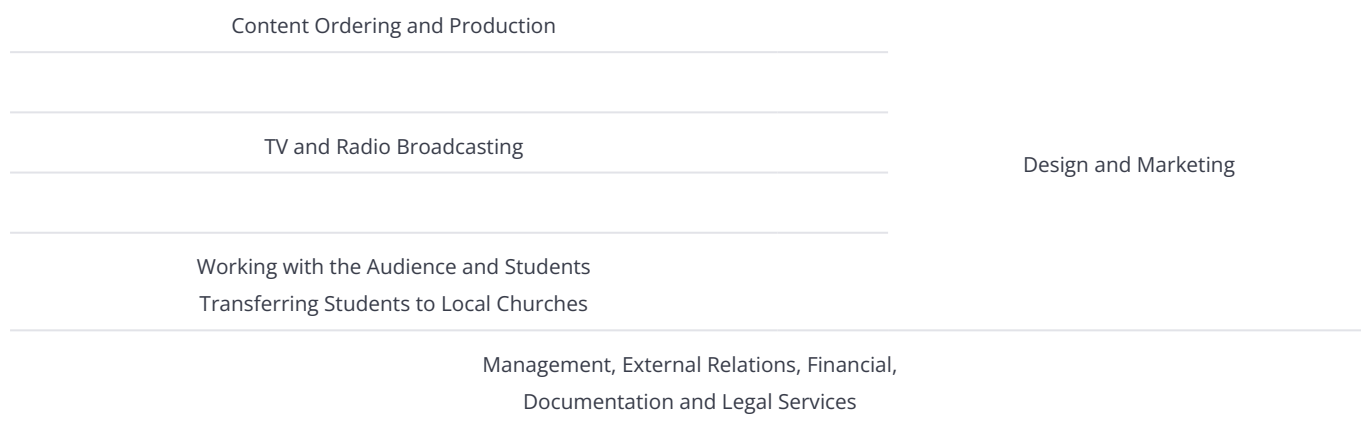 Content Ordering and Production
TV and Radio Broadcasting
Design and Marketing
Working with the Audience and Students
Transferring Students to Local Churches
Management, External Relations, Financial,
Documentation and Legal Services